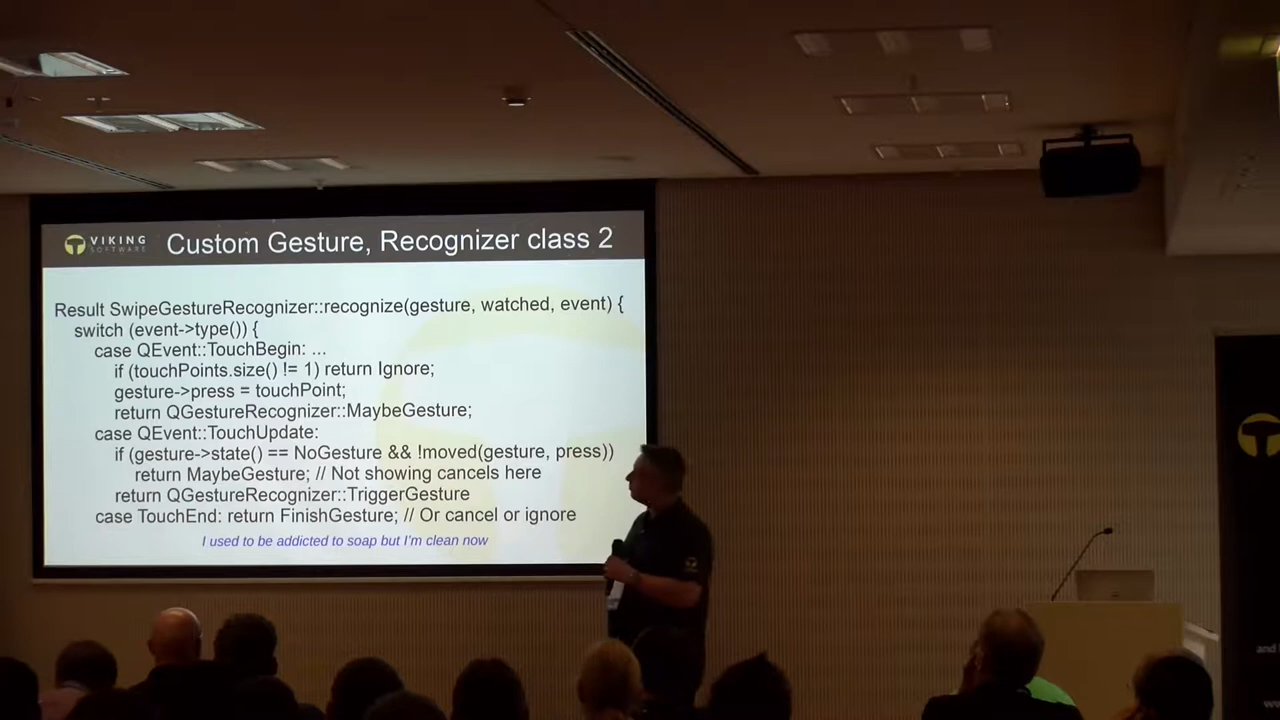 VIKING
SOFTWARE
Custom Gesture, Recognizer class 2
Result SwipeGestureRecognizer::recognize(gesture, watched, event) {
switch (event->type()) {
case QEvent::TouchBegin: ...
if (touchPoints.size() != 1) return Ignore;
gesture->press = touchPoint;
return QGestureRecognizer::MaybeGesture;
case QEvent::TouchUpdate:
if (gesture->state() == NoGesture && !moved(gesture, press))
return MaybeGesture; // Not showing cancels here
return QGestureRecognizer::TriggerGesture
case TouchEnd: return FinishGesture; // Or cancel or ignore
I used to be addicted to soap but I'm clean now
and